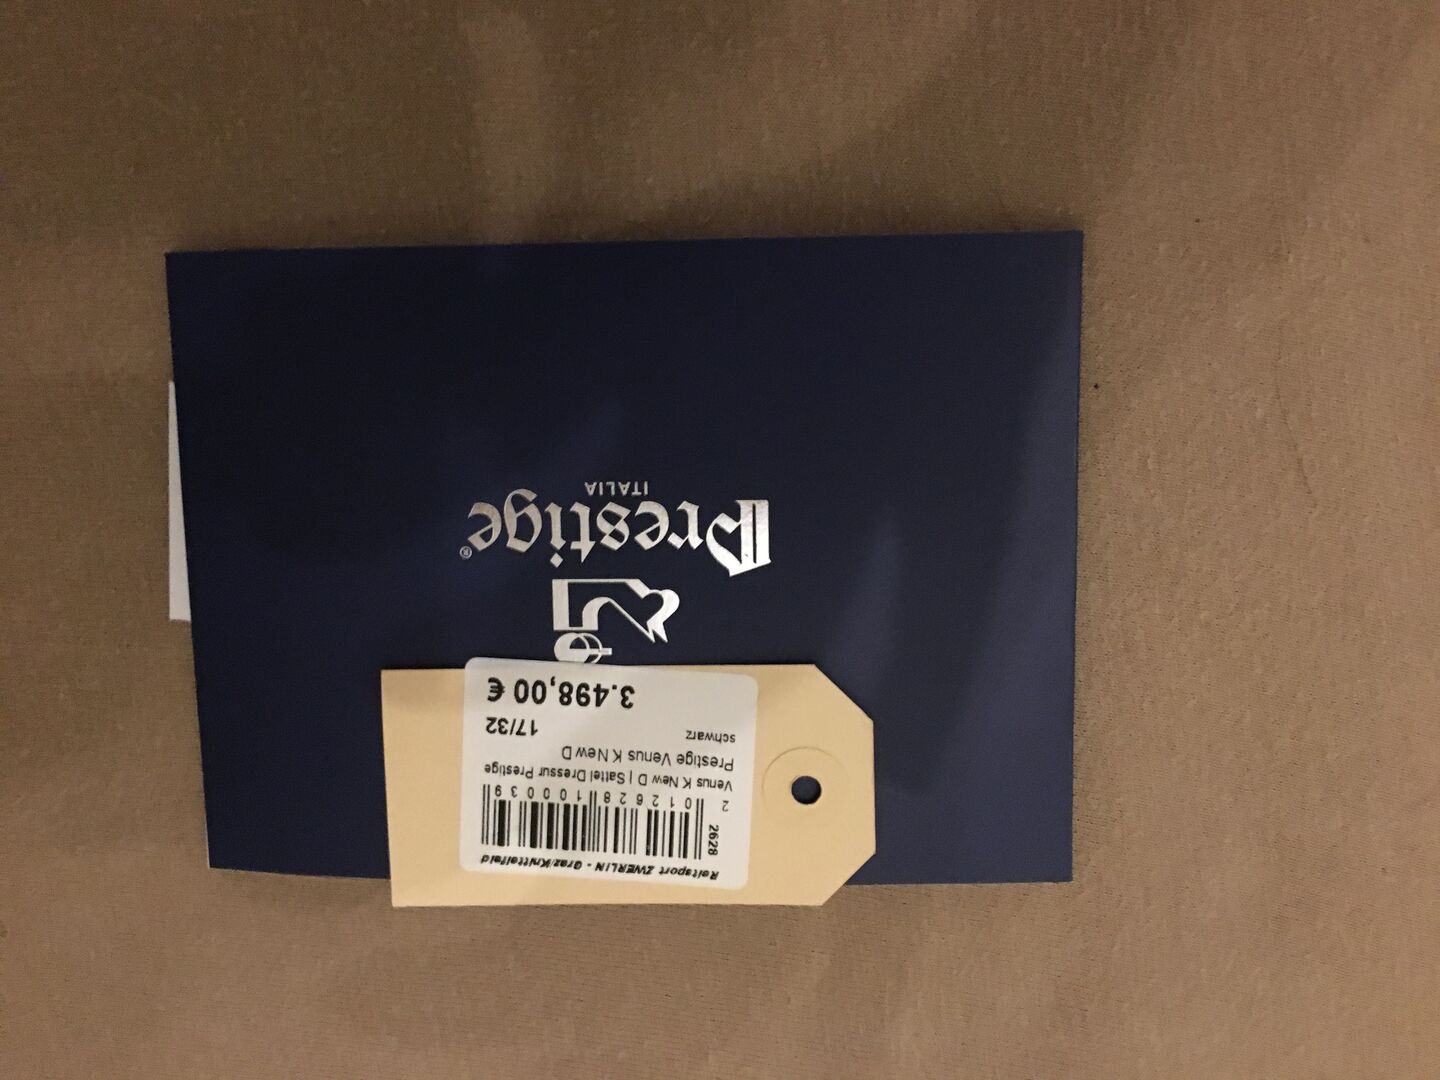 Reitsport ZWERLIN - Graz/Knittelfeld
2628
2 012628 100039
Venus K New D | Sattel Dressur Prestige
Prestige Venus K New D
schwarz
17/32
3.498,00 €
Prestige®
ITALIA